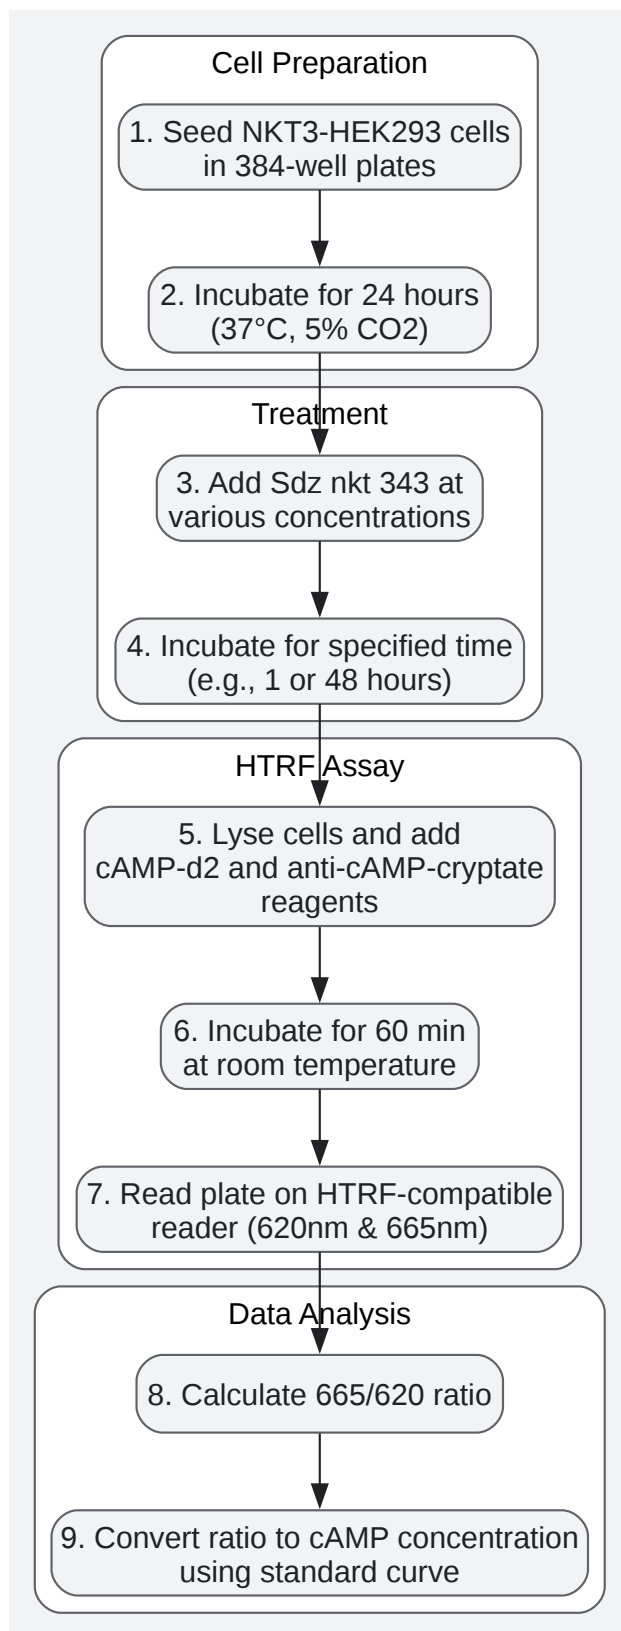 Cell Preparation
1. Seed NKT3-HEK293 cells
in 384-well plates
2. Incubate for 24 hours
(37°C, 5% CO2)
Treatment
3. Add Sdz nkt 343 at
various concentrations
4. Incubate for specified time
(e.g., 1 or 48 hours)
HTRF Assay
5. Lyse cells and add
cAMP-d2 and anti-cAMP-cryptate
reagents
6. Incubate for 60 min
at room temperature
7. Read plate on HTRF-compatible
reader (620nm & 665nm)
Data Analysis
8. Calculate 665/620 ratio
9. Convert ratio to cAMP concentration
using standard curve